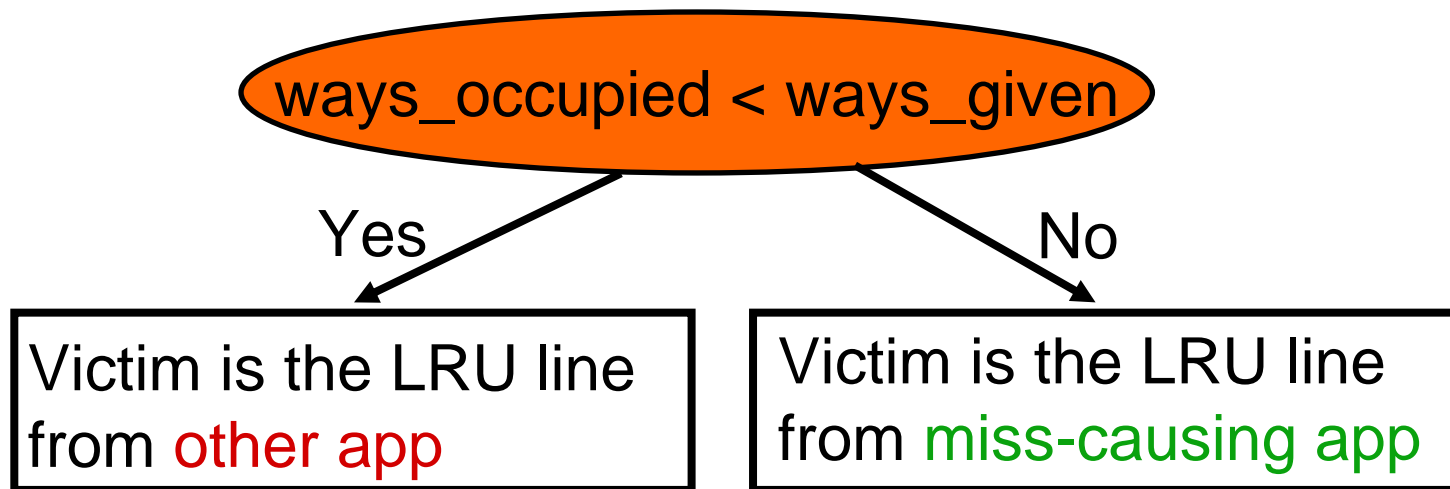 ways_occupied < ways_given
Yes
No
Victim is the LRU line
from other app
Victim is the LRU line
from miss-causing app